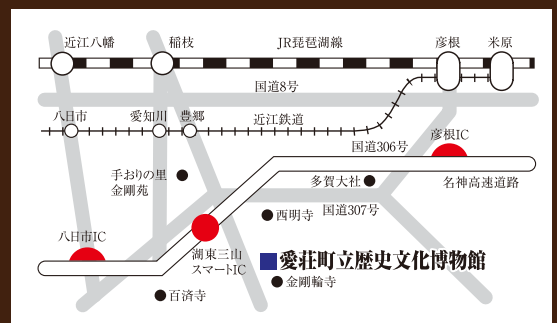 近江八幡
稲枝
JR琵琶湖線
彦根
米原
国道8号
八日市
愛知川
豊郷
近江鉄道
彦根IC
国道306号
手おりの里
金剛苑
多賀大社
名神高速道路
西明寺
国道307号
八日市IC
湖東三山
スマートIC
愛荘町立歴史文化博物館
金剛輪寺
百済寺